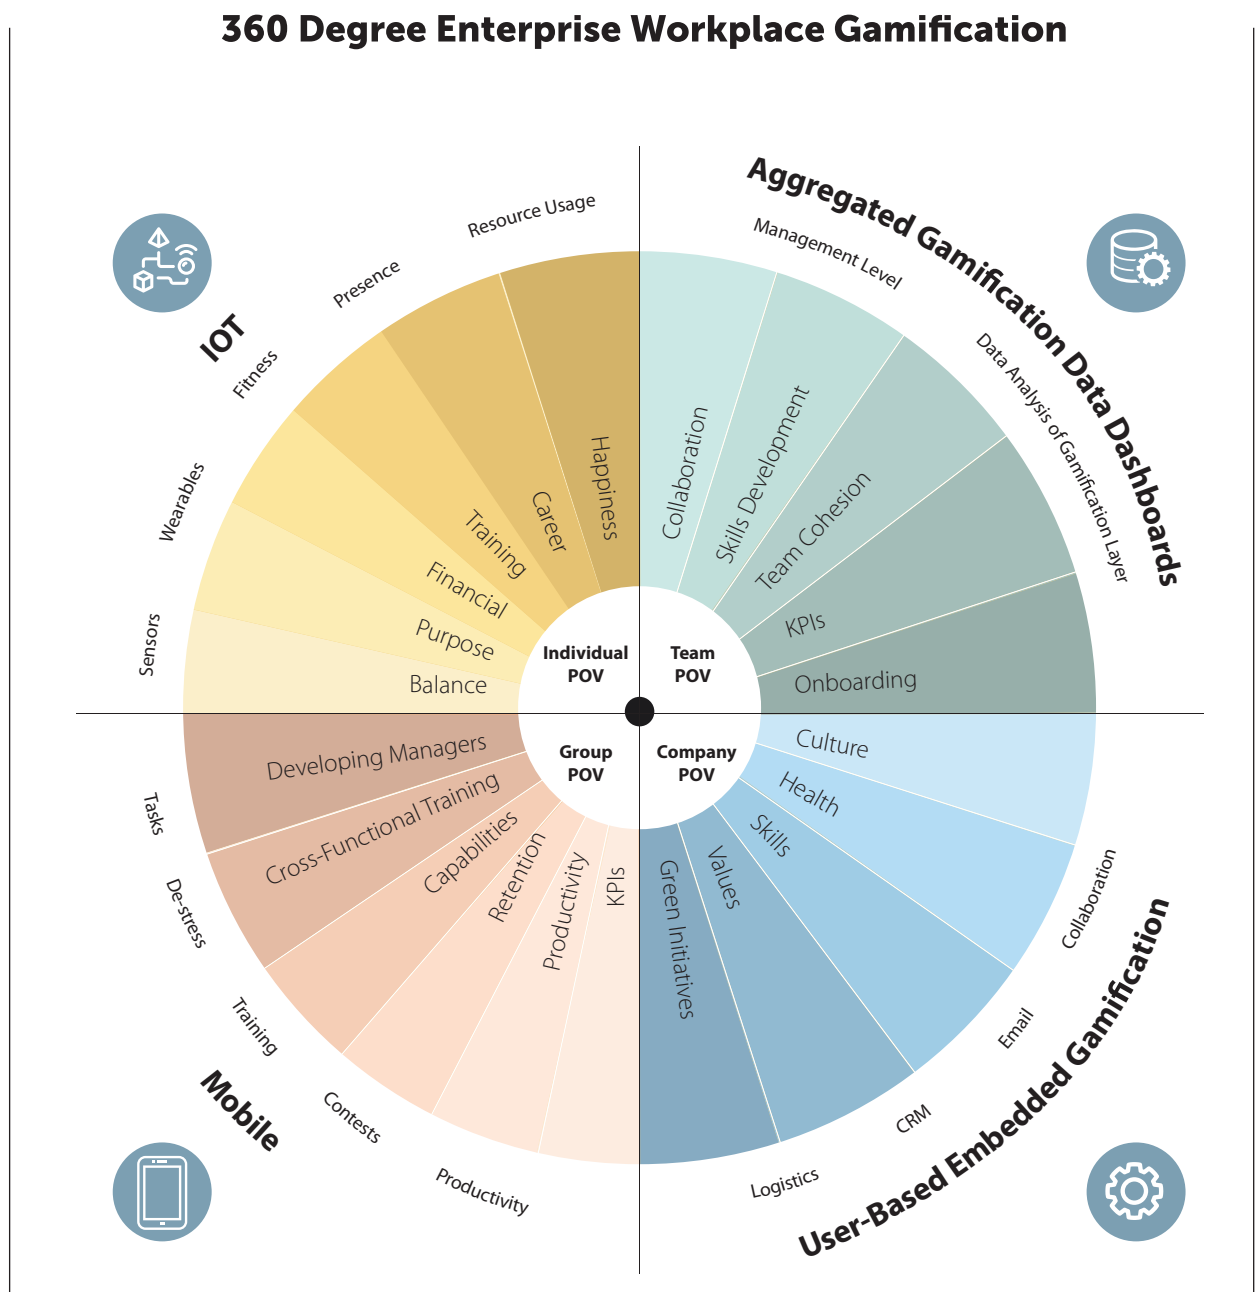 360 Degree Enterprise Workplace Gamification
IOT
Sensors
Wearables
Fitness
Presence
Resource Usage
Balance
Purpose
Financial
Training
Career
Happiness
Individual
POV
Aggregated Gamification Data Dashboards
Management Level
Data Analysis of Gamification Layer
Collaboration
Skills Development
Team Cohesion
KPIs
Onboarding
Team
POV
Group
POV
Developing Managers
Cross-Functional Training
Capabilities
Retention
Productivity
KPIs
Tasks
De-stress
Training
Contests
Productivity
Mobile
Company
POV
Culture
Health
Skills
Values
Green Initiatives
Collaboration
Email
CRM
Logistics
User-Based Embedded Gamification